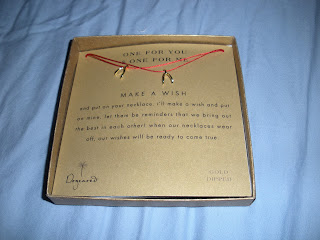 ONE FOR YOU
& ONE FOR ME
MAKE A WISH
and put on your necklace. i'll make a wish and put
on mine. let them be reminders that we bring out
the best in each other! when our necklaces wear
off, our wishes will be ready to come true.
Dogeared
GOLD
DIPPED